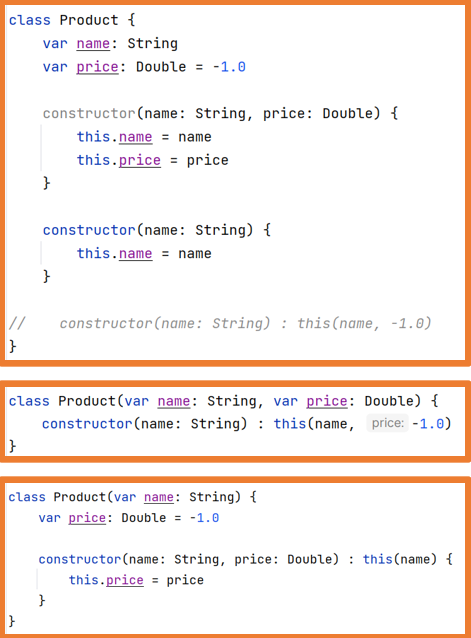 class Product {
    var name: String
    var price: Double = -1.0
    constructor(name: String, price: Double) {
        this.name = name
        this.price = price
    }
    constructor(name: String) {
        this.name = name
    }
//    constructor(name: String) : this(name, -1.0)
}
class Product(var name: String, var price: Double) {
    constructor(name: String) : this(name, price: -1.0)
}
class Product(var name: String) {
    var price: Double = -1.0
    constructor(name: String, price: Double) : this(name) {
        this.price = price
    }
}